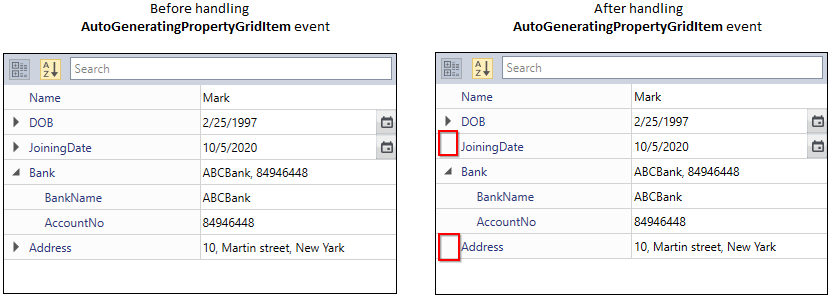 Before handling
AutoGeneratingPropertyGridItem event
Search
Name Mark
DOB 2/25/1997
JoiningDate 10/5/2020
Bank ABCBank, 84946448
BankName ABCBank
AccountNo 84946448
Address 10, Martin street, New Yark
After handling
AutoGeneratingPropertyGridItem event
Search
Name Mark
DOB 2/25/1997
JoiningDate 10/5/2020
Bank ABCBank, 84946448
BankName ABCBank
AccountNo 84946448
Address 10, Martin street, New Yark